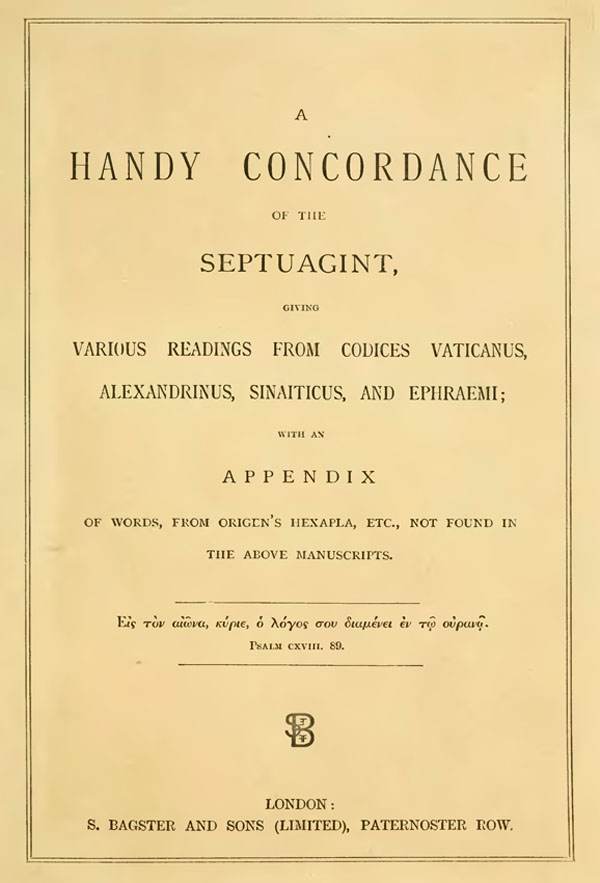 A
HANDY CONCORDANCE
OF THE
SEPTUAGINT,
GIVING
VARIOUS READINGS FROM CODICES VATICANUS,
ALEXANDRINUS, SINAITICUS, AND EPHRAEMI;
WITH AN
APPENDIX
OF WORDS, FROM ORIGEN'S HEXAPLA, ETC., NOT FOUND IN
THE ABOVE MANUSCRIPTS.
Εἰς τὸν αἰῶνα, κύριε, ὁ λόγος σου διαμένει ἐν τῷ οὐρανῷ.
PSALM CXVIII. 89.
LONDON:
S. BAGSTER AND SONS (LIMITED), PATERNOSTER ROW.